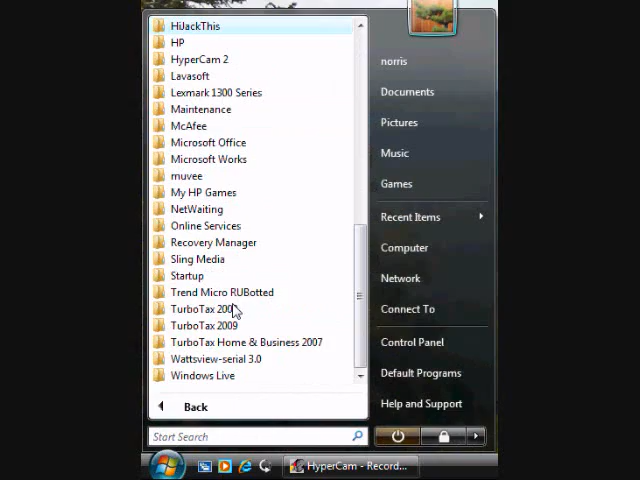 HiJackThis
HP
HyperCam 2
Lavasoft
Lexmark 1300 Series
Maintenance
McAfee
Microsoft Office
Microsoft Works
muvee
My HP Games
NetWaiting
Online Services
Recovery Manager
Sling Media
Startup
Trend Micro RUBotted
TurboTax
TurboTax 2009
TurboTax Home & Business 2007
Wattsview-serial 3.0
Windows Live
Back
Start Search
norris
Documents
Pictures
Music
Games
Recent Items
Computer
Network
Connect To
Control Panel
Default Programs
Help and Support
HyperCam - Record...